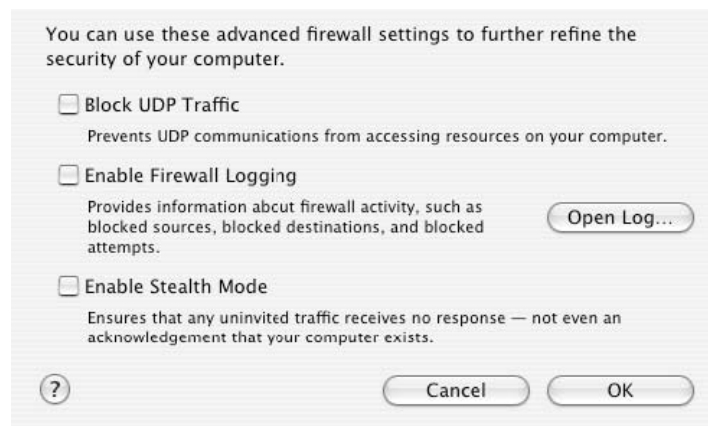 You can use these advanced firewall settings to further refine the
security of your computer.
Block UDP Traffic
Prevents UDP communications from accessing resources on your computer.
Enable Firewall Logging
Provides information about firewall activity, such as
blocked sources, blocked destinations, and blocked
attempts.
Open Log...
Enable Stealth Mode
Ensures that any uninvited traffic receives no response — not even an
acknowledgement that your computer exists.
?
Cancel
OK